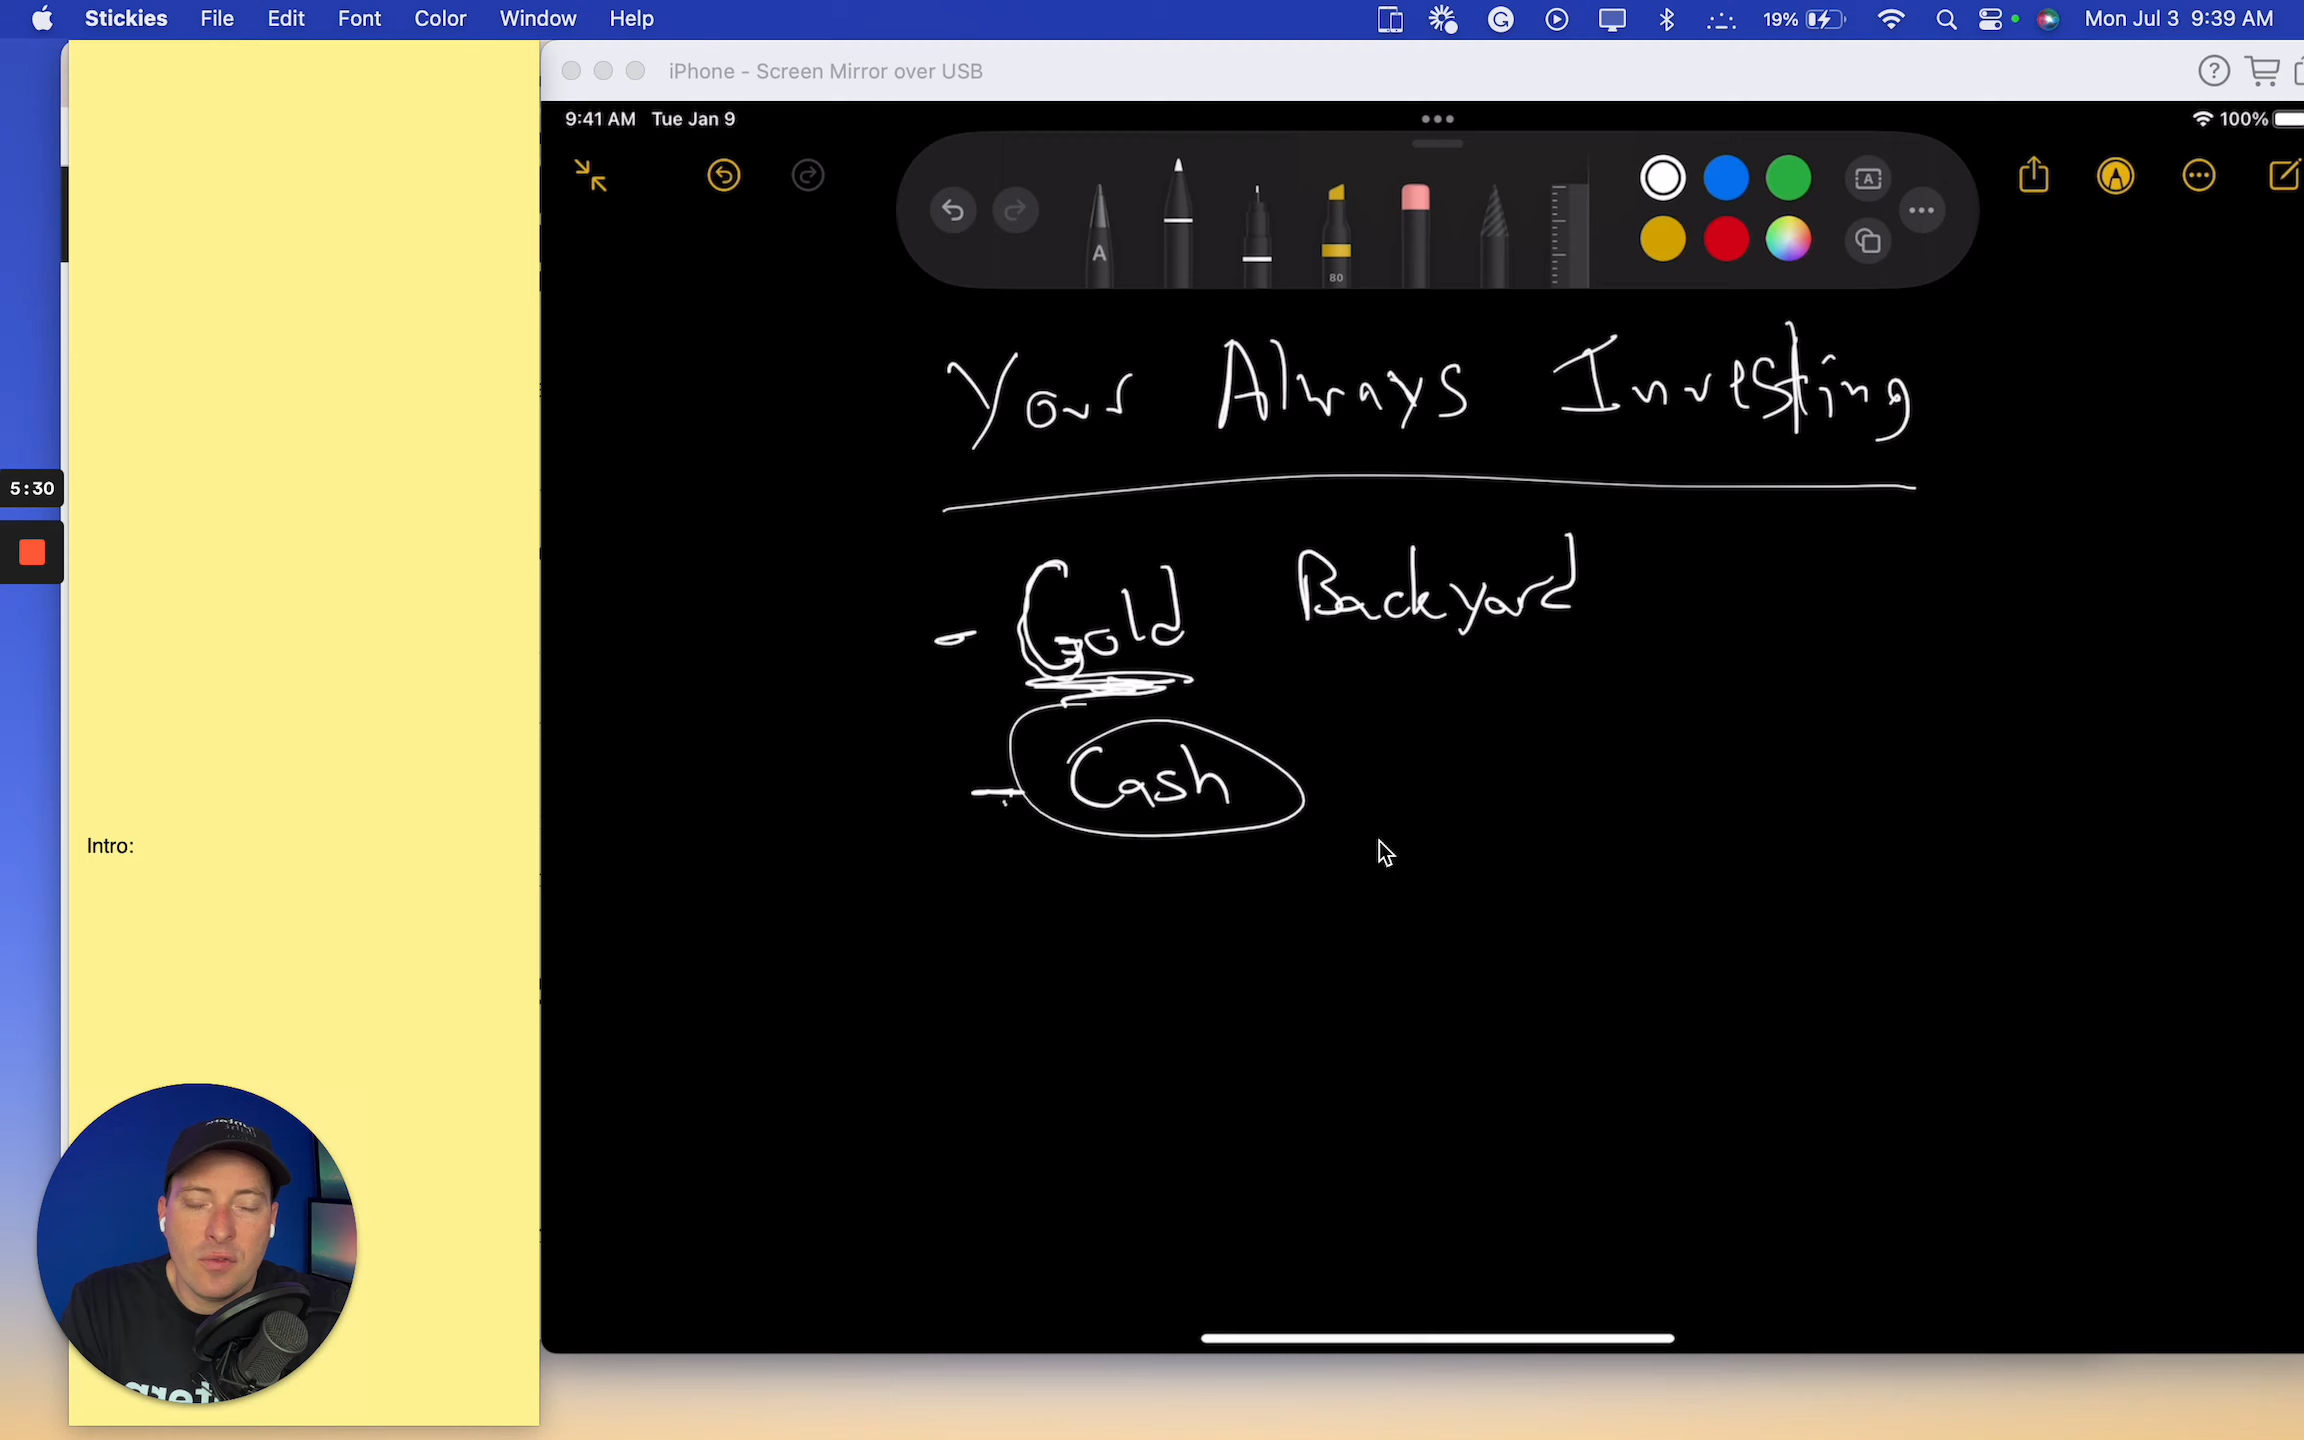 Stickies File Edit Font Color Window Help 19% Mon Jul 3 9:39 AM
iPhone - Screen Mirror over USB
9:41 AM Tue Jan 9 100%
A 80 A
Your Always Investing
5:30
- Gold Backyard
- Cash
Intro: